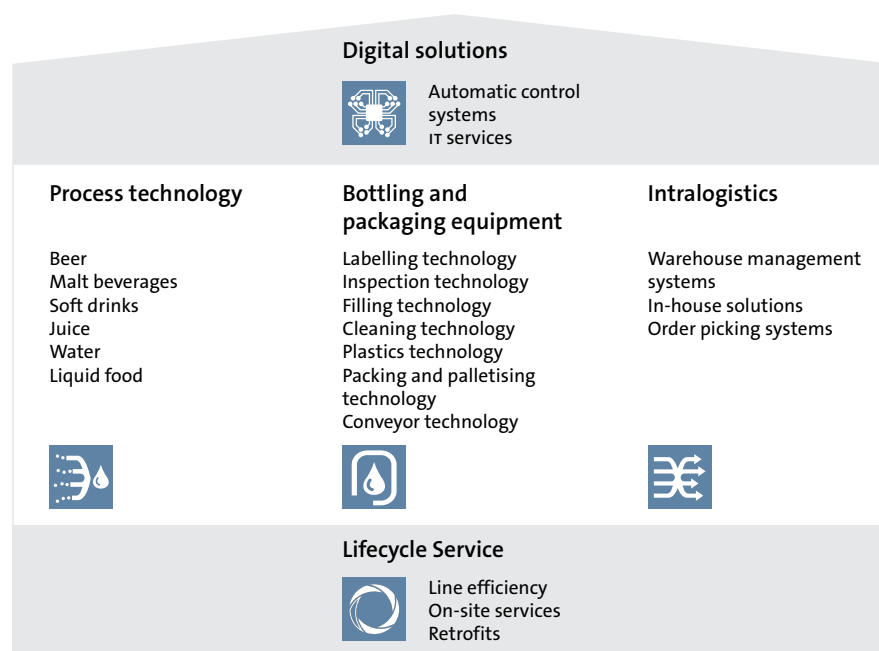 Digital solutions
Automatic control
systems
IT services
Process technology
Beer
Malt beverages
Soft drinks
Juice
Water
Liquid food
Bottling and
packaging equipment
Labelling technology
Inspection technology
Filling technology
Cleaning technology
Plastics technology
Packing and palletising
technology
Conveyor technology
Intralogistics
Warehouse management
systems
In-house solutions
Order picking systems
Lifecycle Service
Line efficiency
On-site services
Retrofits